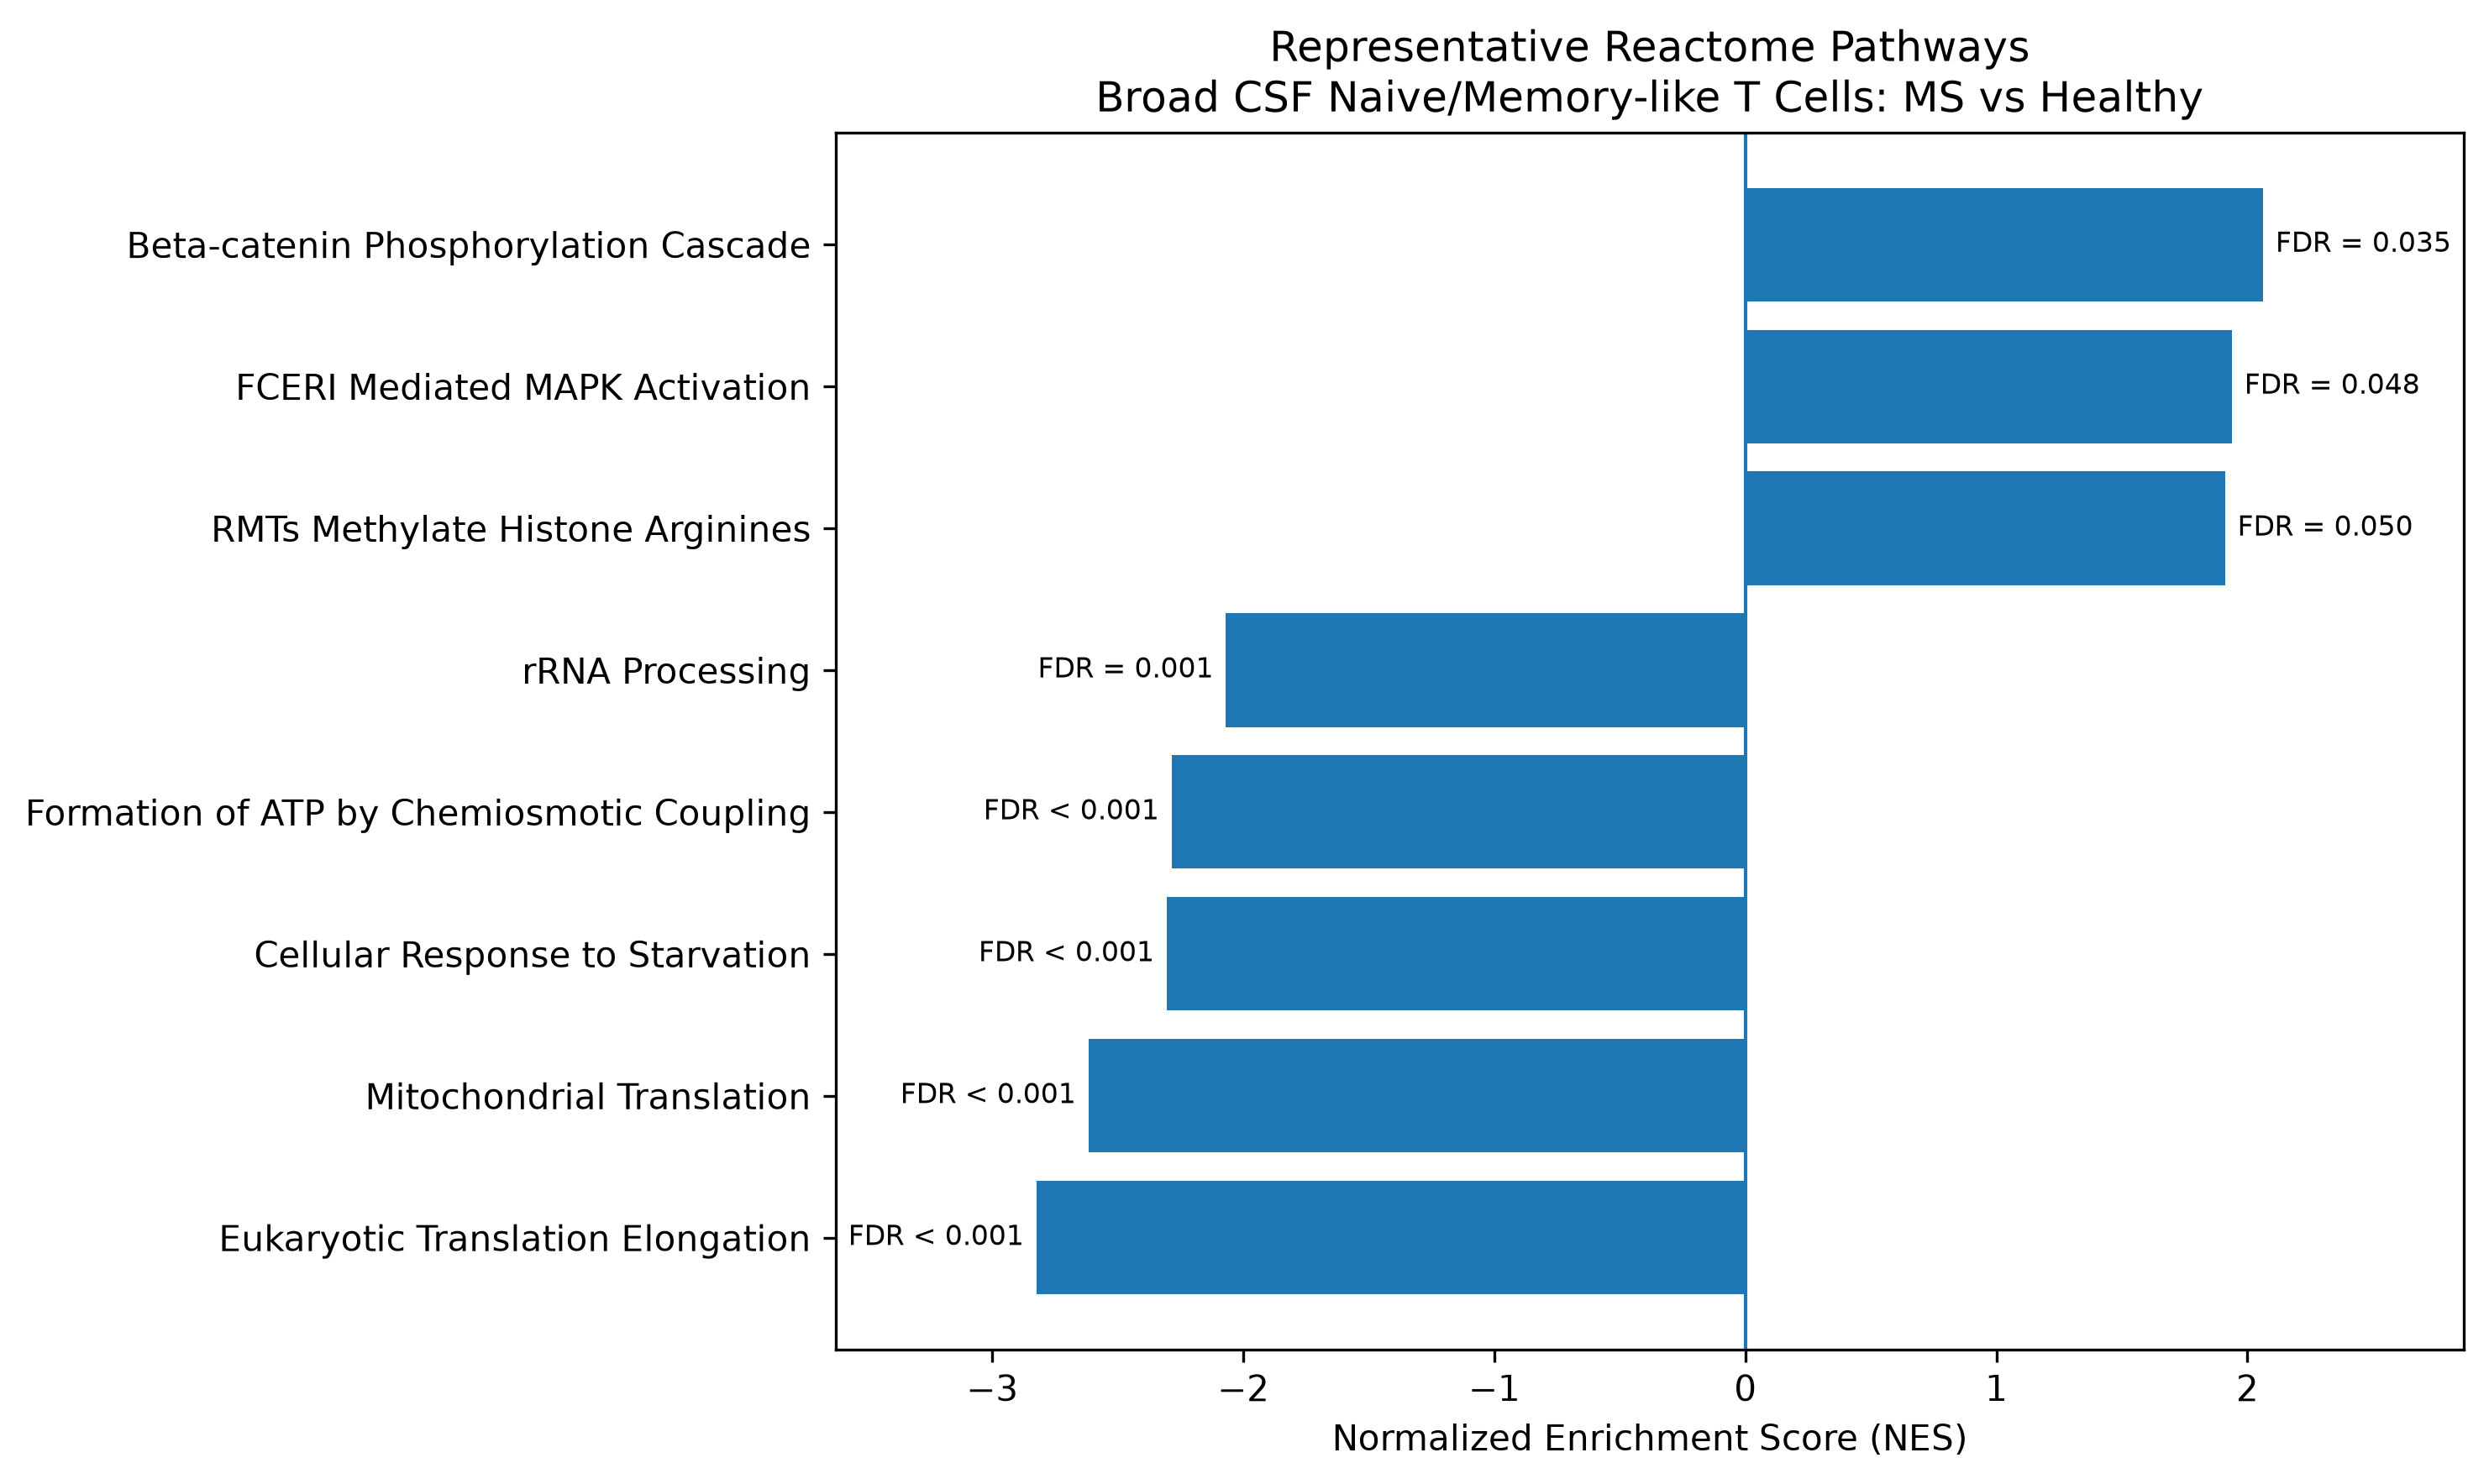 Representative Reactome Pathways
Broad CSF Naive/Memory-like T Cells: MS vs Healthy
Beta-catenin Phosphorylation Cascade
FDR = 0.035
FCERI Mediated MAPK Activation
FDR = 0.048
RMTs Methylate Histone Arginines
FDR = 0.050
rRNA Processing
FDR = 0.001
Formation of ATP by Chemiosmotic Coupling
FDR < 0.001
Cellular Response to Starvation
FDR < 0.001
Mitochondrial Translation
FDR < 0.001
Eukaryotic Translation Elongation
FDR < 0.001
−3 −2 −1 0 1 2
Normalized Enrichment Score (NES)